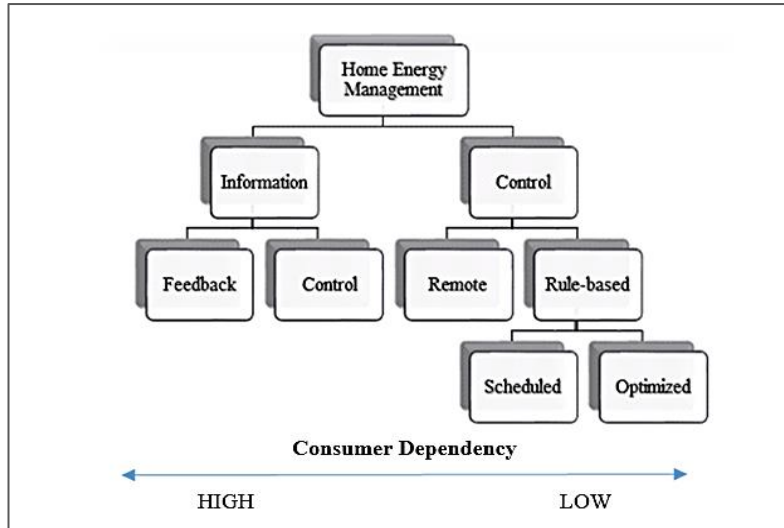 Home Energy
Management
Information
Control
Feedback
Control
Remote
Rule-based
Scheduled
Optimized
Consumer Dependency
HIGH
LOW